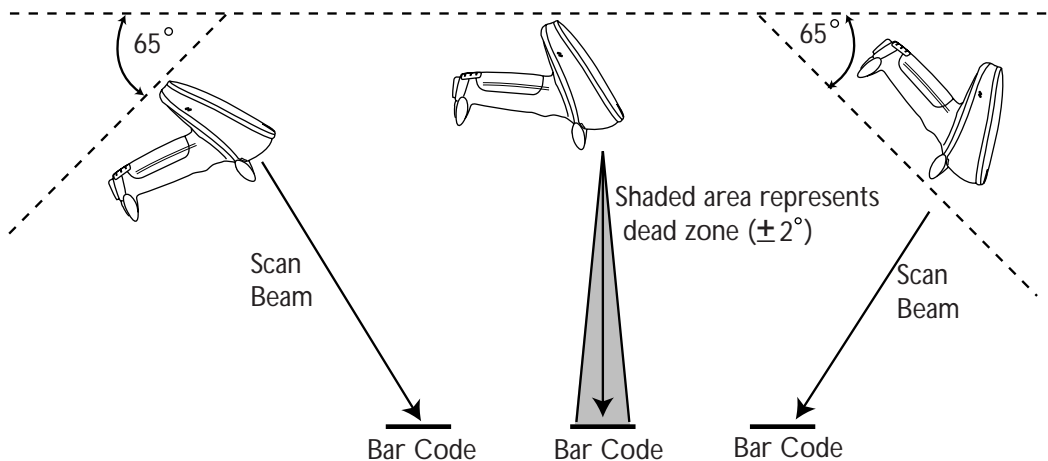 65°
65°
Shaded area represents
dead zone (± 2°)
Scan
Beam
Scan
Beam
Bar Code
Bar Code
Bar Code